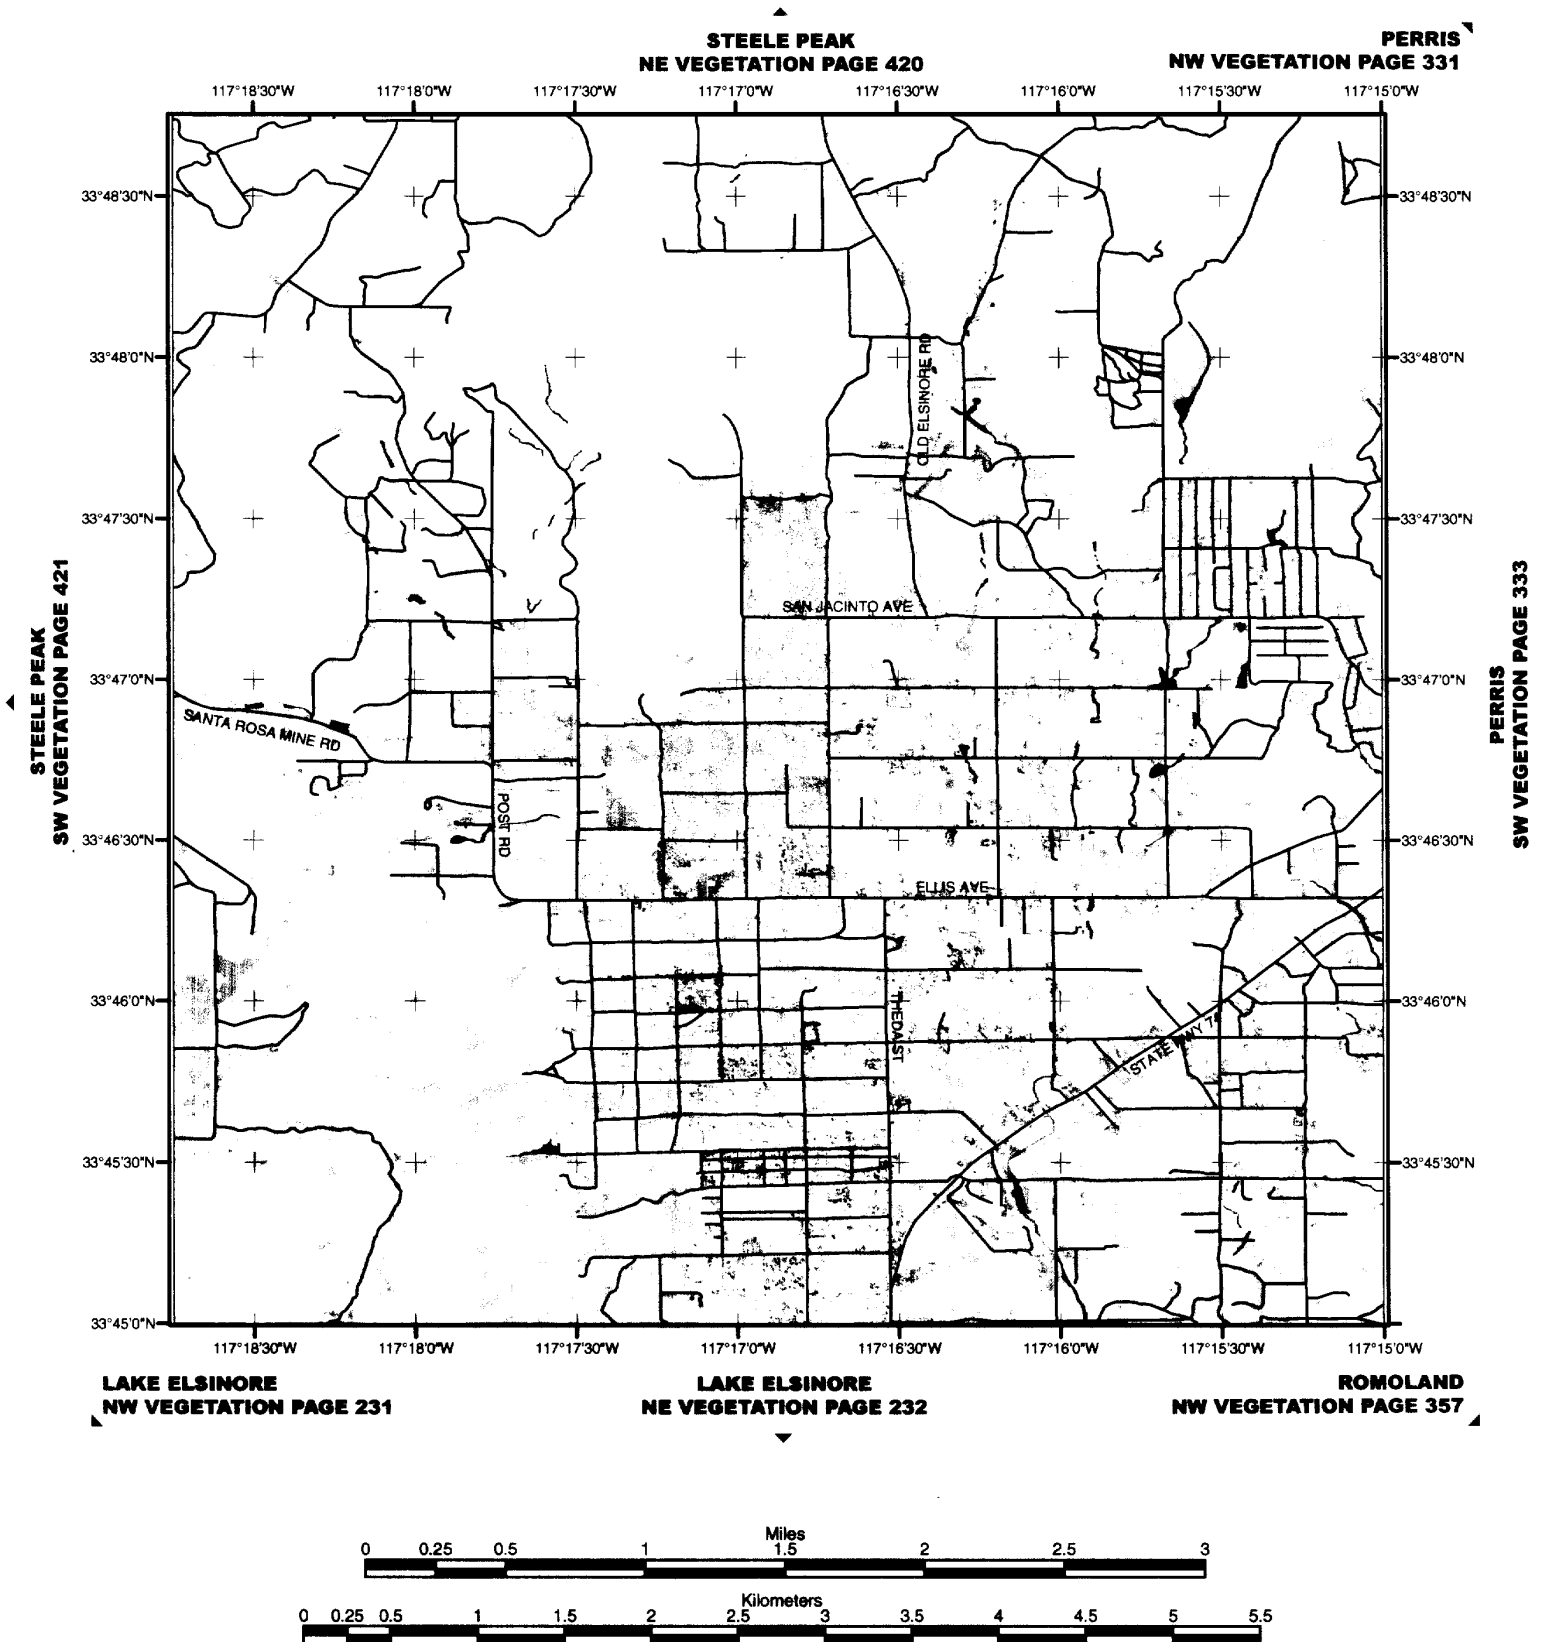 STEELE PEAK
NE VEGETATION PAGE 420
PERRIS
NW VEGETATION PAGE 331
117°18'30"W 117°18'0"W 117°17'30"W 117°17'0"W 117°16'30"W 117°16'0"W 117°15'30"W 117°15'0"W
33°48'30"N 33°48'30"N
33°48'0"N 33°48'0"N
OLD ELSINORE RD
33°47'30"N 33°47'30"N
STEELE PEAK
SW VEGETATION PAGE 421
PERRIS
SW VEGETATION PAGE 333
SAN JACINTO AVE
33°47'0"N 33°47'0"N
SANTA ROSA MINE RD
POST RD
33°46'30"N 33°46'30"N
ELLIS AVE
33°46'0"N 33°46'0"N
THEDA ST
STATE HWY 74
33°45'30"N 33°45'30"N
33°45'0"N
117°18'30"W 117°18'0"W 117°17'30"W 117°17'0"W 117°16'30"W 117°16'0"W 117°15'30"W 117°15'0"W
LAKE ELSINORE
NW VEGETATION PAGE 231
LAKE ELSINORE
NE VEGETATION PAGE 232
ROMOLAND
NW VEGETATION PAGE 357
Miles
0 0.25 0.5 1 1.5 2 2.5 3
Kilometers
0 0.25 0.5 1 1.5 2 2.5 3 3.5 4 4.5 5 5.5